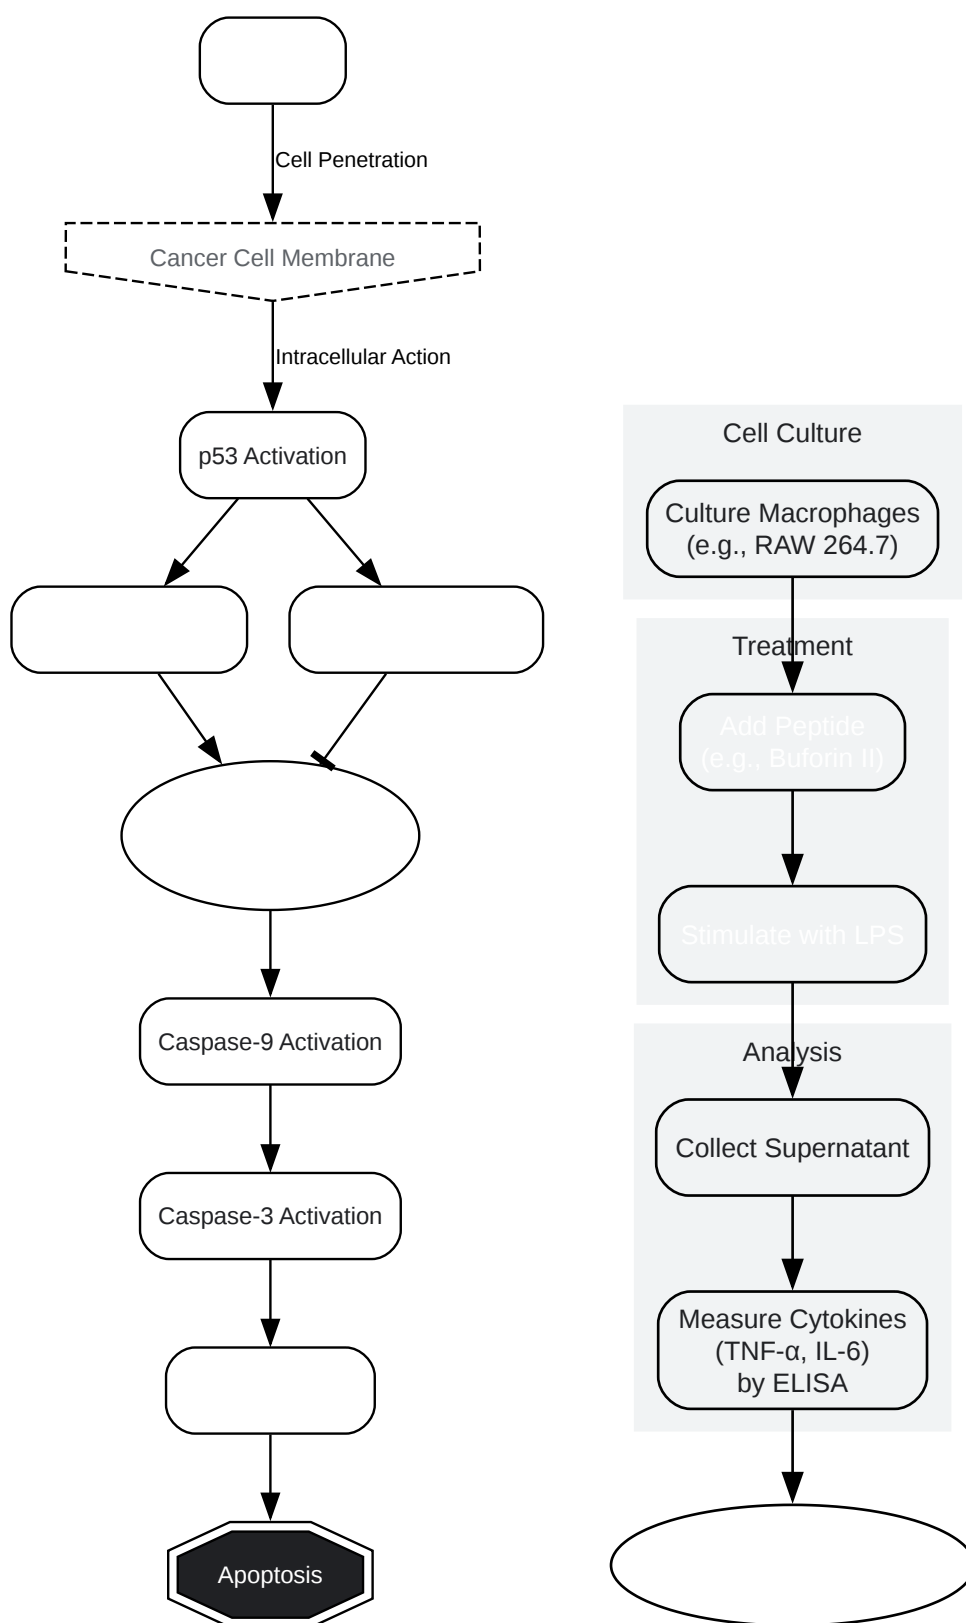 Cell Penetration
Cancer Cell Membrane
Intracellular Action
p53 Activation
Caspase-9 Activation
Caspase-3 Activation
Apoptosis
Cell Culture
Culture Macrophages
(e.g., RAW 264.7)
Treatment
Add Peptide
(e.g., Buforin II)
Stimulate with LPS
Analysis
Collect Supernatant
Measure Cytokines
(TNF-α, IL-6)
by ELISA